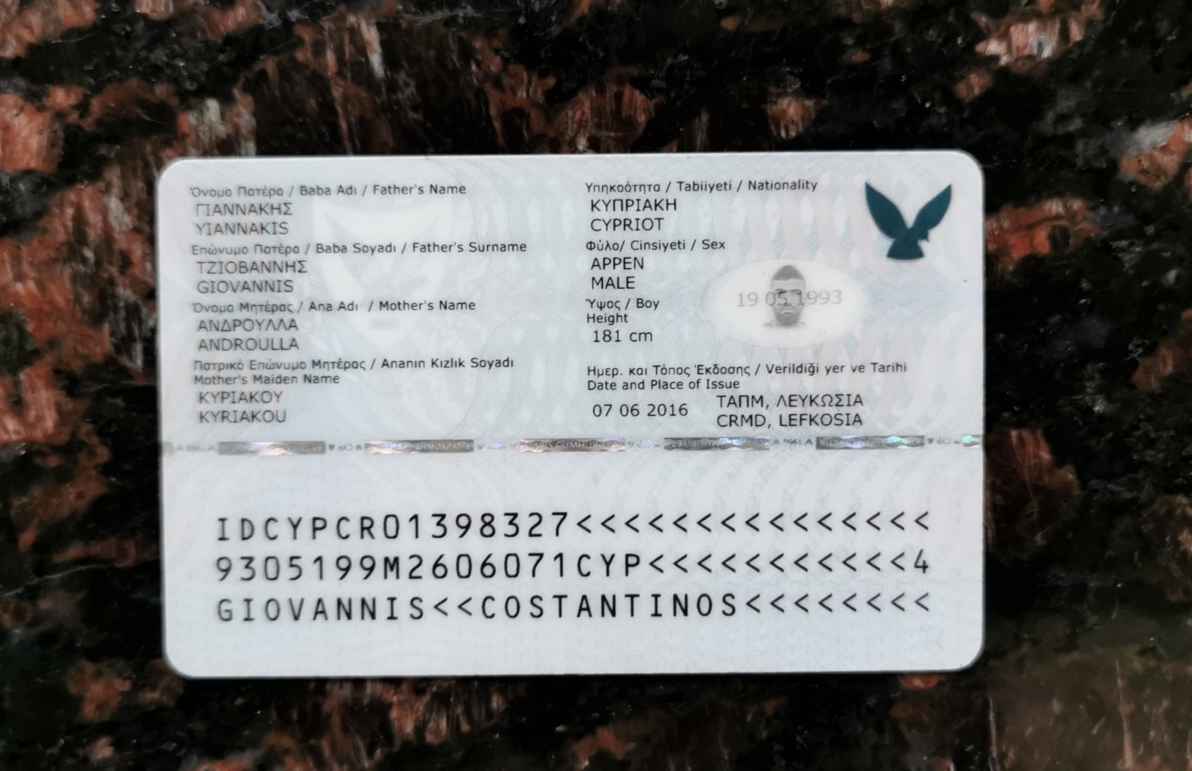 Όνομα Πατέρα / Baba Adı / Father's Name
ΓΙΑΝΝΑΚΗΣ
YIANNAKIS
Επώνυμο Πατέρα / Baba Soyadı / Father's Surname
ΤΖΙΟΒΑΝΝΗΣ
GIOVANNIS
Όνομα Μητέρας / Ana Adı / Mother's Name
ΑΝΔΡΟΥΛΛΑ
ANDROULLA
Πατρικό Επώνυμο Μητέρας / Ananın Kızlık Soyadı
Mother's Maiden Name
ΚΥΡΙΑΚΟΥ
KYRIAKOU
Υπηκοότητα / Tabiiyeti / Nationality
ΚΥΠΡΙΑΚΗ
CYPRIOT
Φύλο/ Cinsiyeti / Sex
ΑΡΡΕΝ
MALE
Ύψος / Boy
Height
181 cm
19 05 1993
Ημερ. και Τόπος Έκδοσης / Verildiği yer ve Tarihi
Date and Place of Issue
07 06 2016
ΤΑΠΜ, ΛΕΥΚΩΣΙΑ
CRMD, LEFKOSIA
IDCYPCR01398327<<<<<<<<<<<<<<<
9305199M2606071CYP<<<<<<<<<<<4
GIOVANNIS<<COSTANTINOS<<<<<<<<